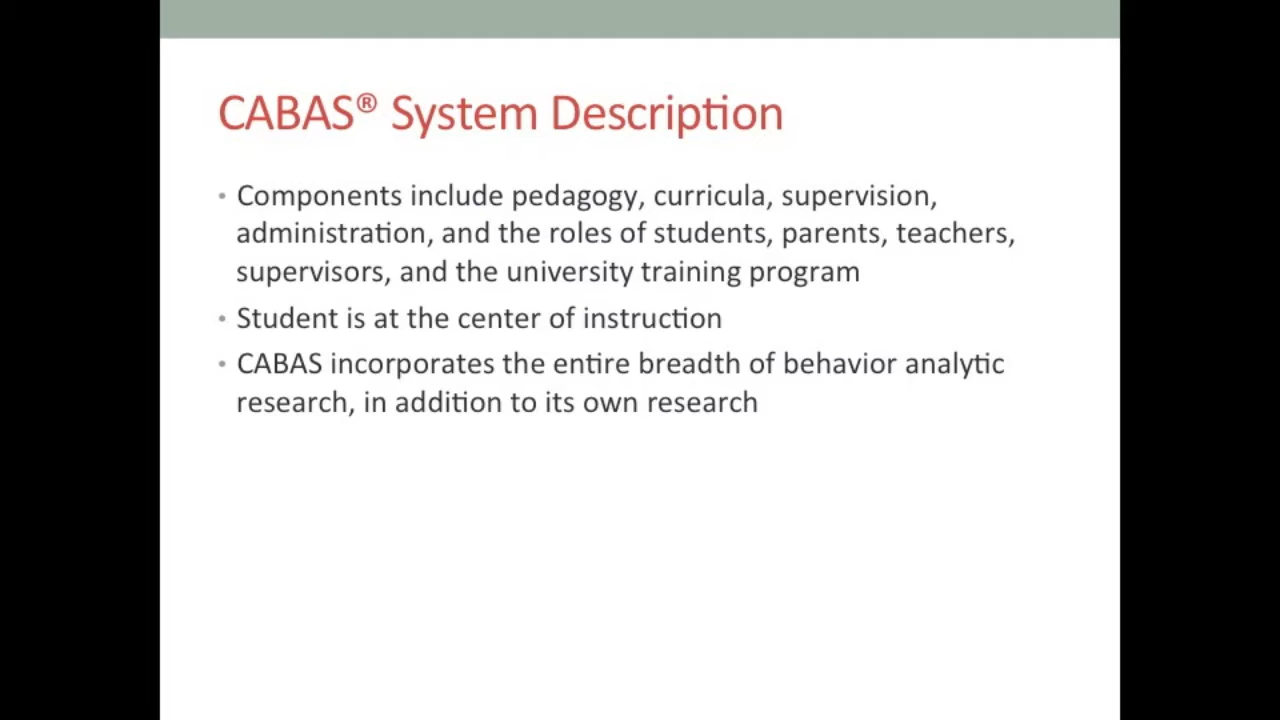 CABAS® System Description
• Components include pedagogy, curricula, supervision,
administration, and the roles of students, parents, teachers,
supervisors, and the university training program
• Student is at the center of instruction
• CABAS incorporates the entire breadth of behavior analytic
research, in addition to its own research